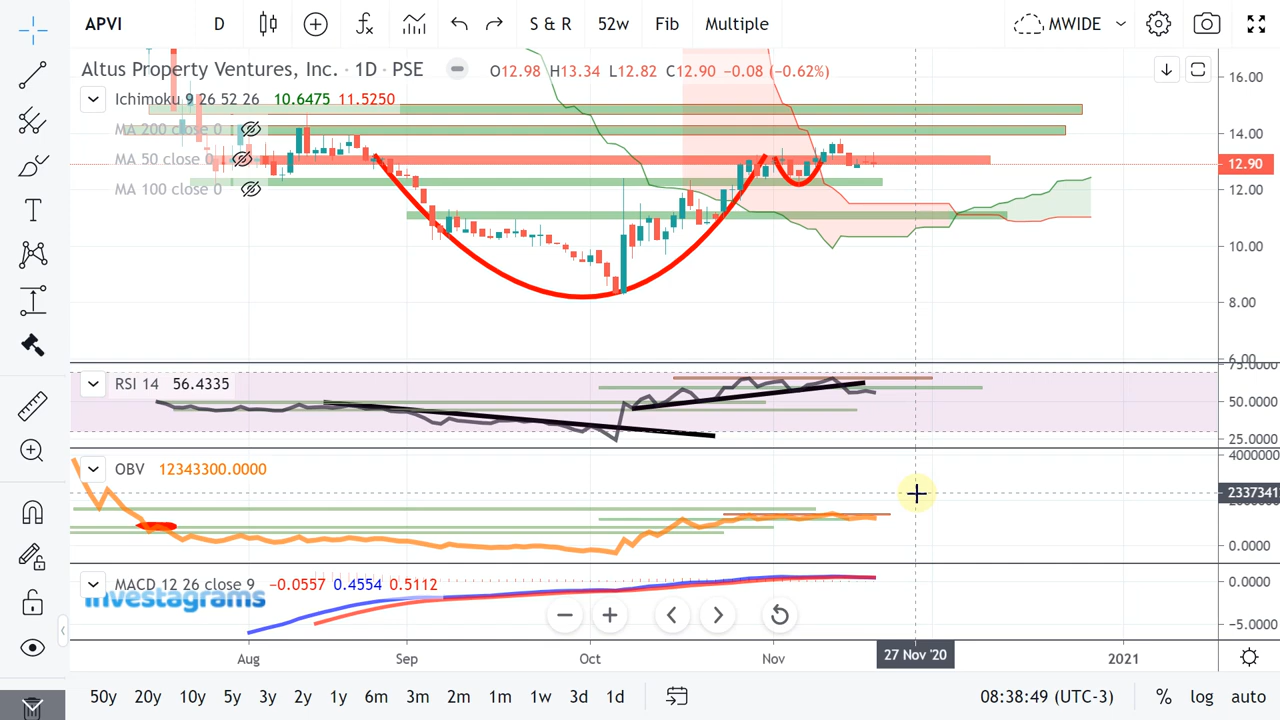 APVI D S & R 52w Fib Multiple MWIDE
Altus Property Ventures, Inc. · 1D · PSE O12.98 H13.34 L12.82 C12.90 −0.08 (−0.62%)
Ichimoku 9 26 52 26 10.6475 11.5250
MA 200 close 0
MA 50 close 0
MA 100 close 0
16.00
14.00
12.90
12.00
10.00
8.00
6.00
RSI 14 56.4335
75.0000
50.0000
25.0000
OBV 12343300.0000
4000000
2337341
0.0000
MACD 12 26 close 9 −0.0557 0.4554 0.5112
0.0000
−5.0000
investagrams
Aug Sep Oct Nov 27 Nov '20 2021
50y 20y 10y 5y 3y 2y 1y 6m 3m 2m 1m 1w 3d 1d 08:38:49 (UTC-3) % log auto